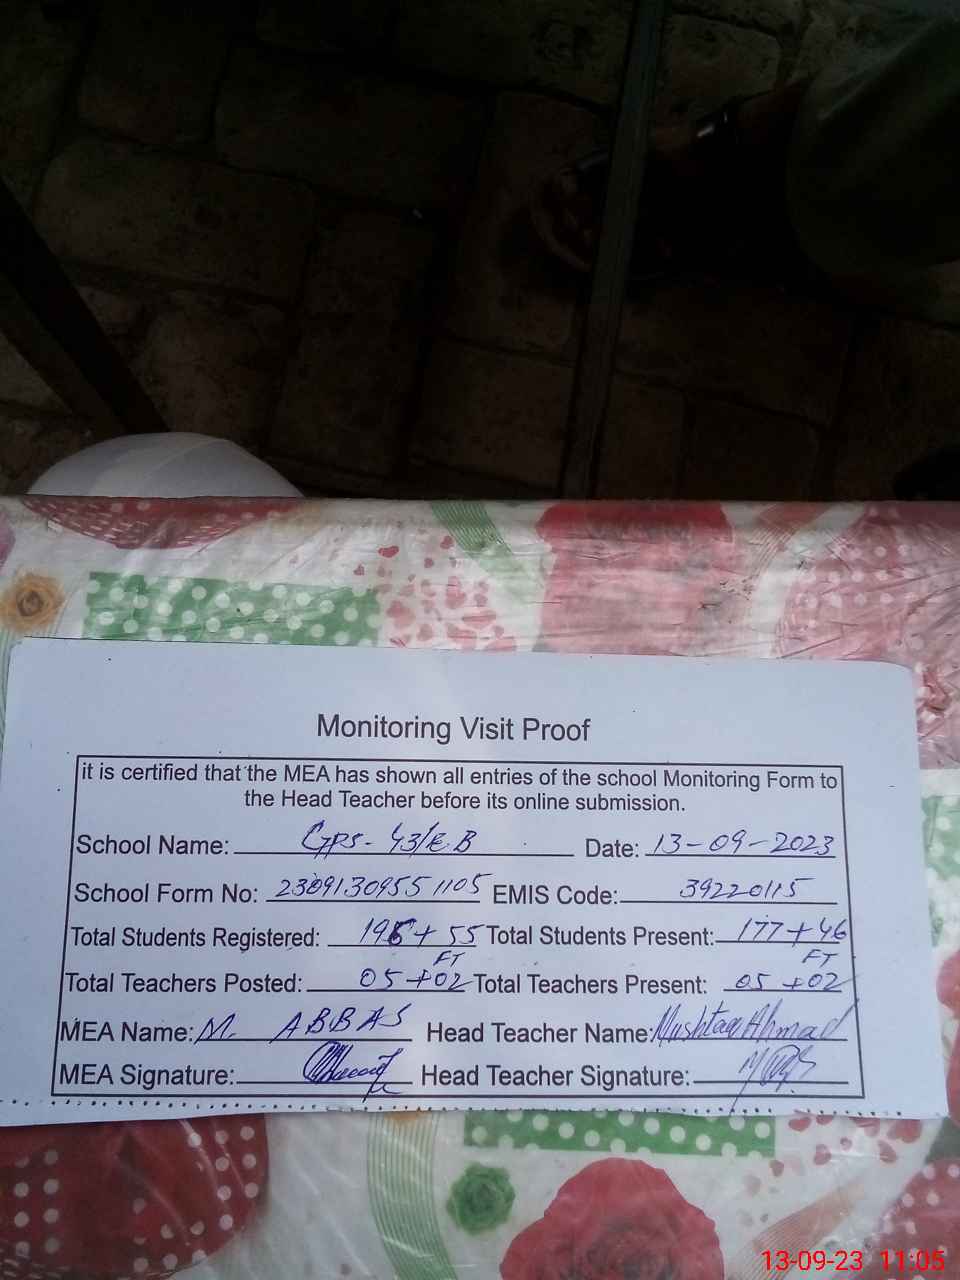 Monitoring Visit Proof
it is certified that the MEA has shown all entries of the school Monitoring Form to
the Head Teacher before its online submission.
School Name: GPS- 43/E.B Date: 13-09-2023
School Form No: 23091309551105 EMIS Code: 39220115
Total Students Registered: 196+55 Total Students Present: 177+46
FT FT
Total Teachers Posted: 05+02 Total Teachers Present: 05+02
MEA Name: M. ABBAS Head Teacher Name: Mushtaq Ahmad
MEA Signature: Head Teacher Signature:
13-09-23 11:05